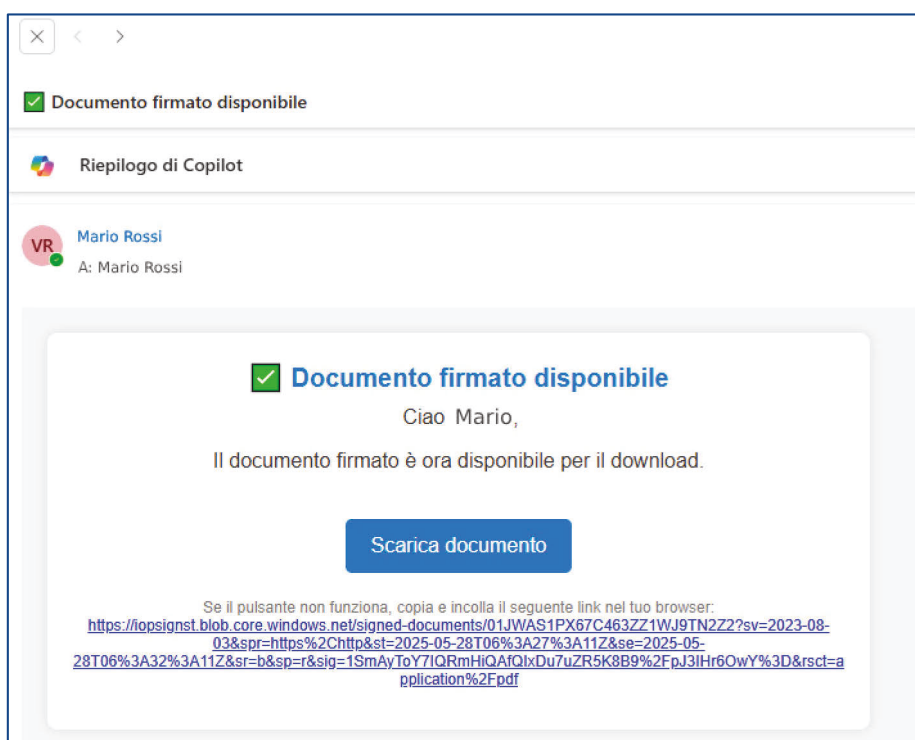 ✅ Documento firmato disponibile
Riepilogo di Copilot
VR
Mario Rossi
A: Mario Rossi
✅ Documento firmato disponibile
Ciao Mario,
Il documento firmato è ora disponibile per il download.
Scarica documento
Se il pulsante non funziona, copia e incolla il seguente link nel tuo browser:
https://iopsignst.blob.core.windows.net/signed-documents/01JWAS1PX67C463ZZ1WJ9TN2Z2?sv=2023-08-
03&spr=https%2Chttp&st=2025-05-28T06%3A27%3A11Z&se=2025-05-
28T06%3A32%3A11Z&sr=b&sp=r&sig=1SmAyToY7IQRmHiQAfQIxDu7uZR5K8B9%2FpJ3IHr6OwY%3D&rsct=a
pplication%2Fpdf